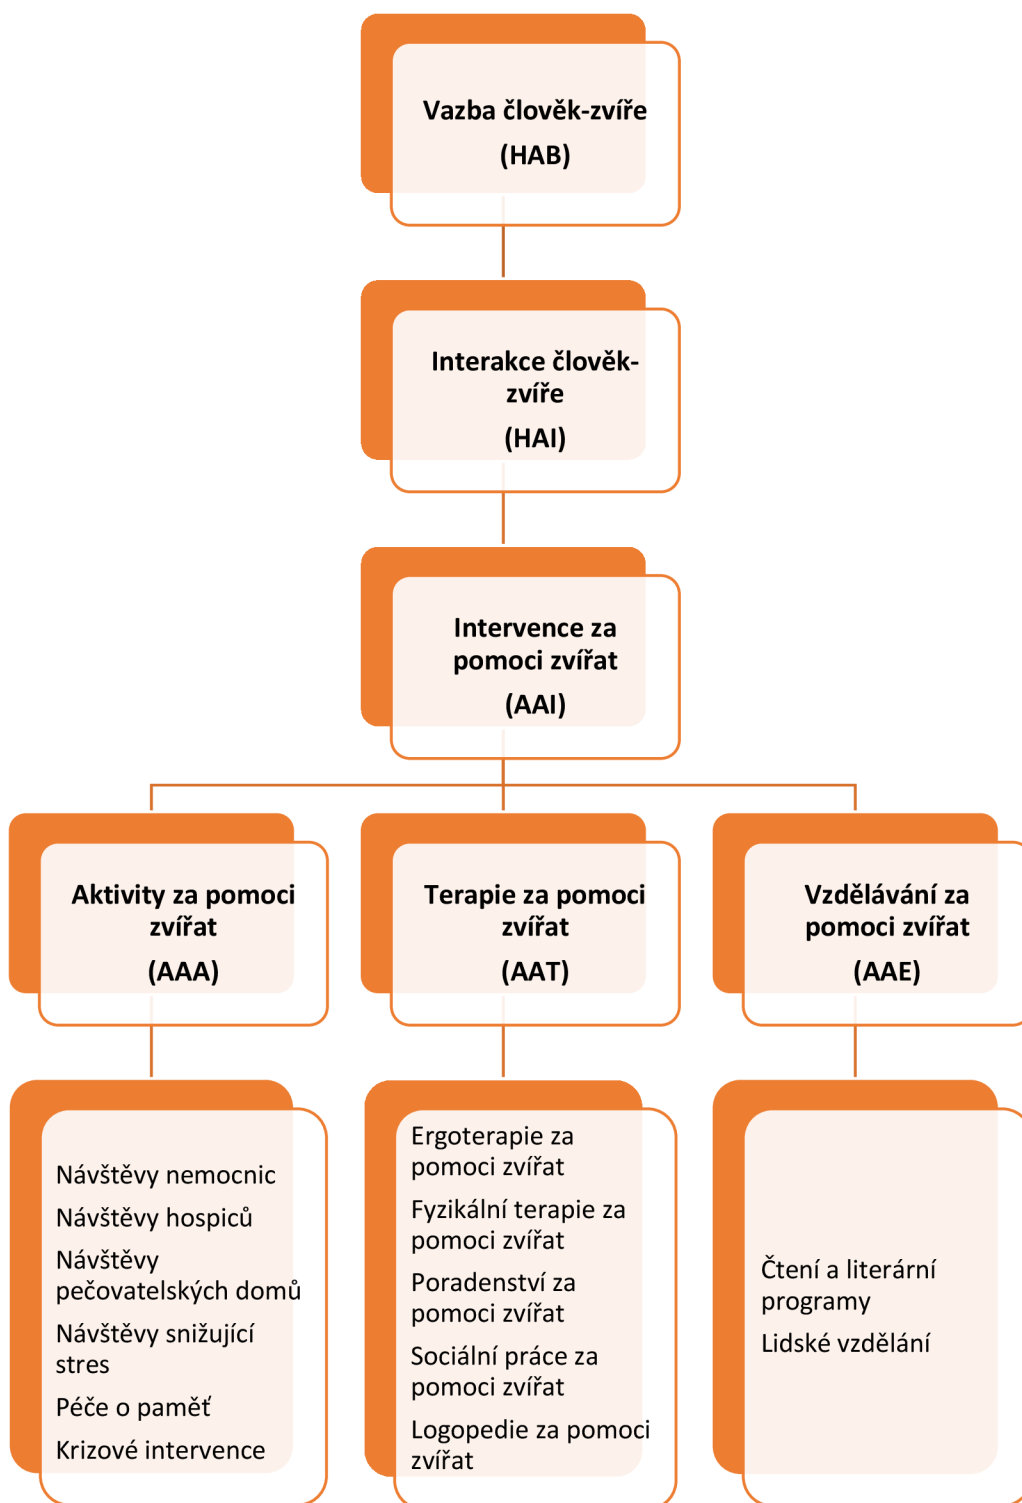 Vazba člověk-zvíře
(HAB)
Interakce člověk-
zvíře
(HAI)
Intervence za
pomoci zvířat
(AAI)
Aktivity za pomoci
zvířat
(AAA)
Terapie za pomoci
zvířat
(AAT)
Vzdělávání za
pomoci zvířat
(AAE)
Návštěvy nemocnic
Návštěvy hospiců
Návštěvy
pečovatelských domů
Návštěvy snižující
stres
Péče o paměť
Krizové intervence
Ergoterapie za
pomoci zvířat
Fyzikální terapie za
pomoci zvířat
Poradenství za
pomoci zvířat
Sociální práce za
pomoci zvířat
Logopedie za pomoci
zvířat
Čtení a literární
programy
Lidské vzdělání